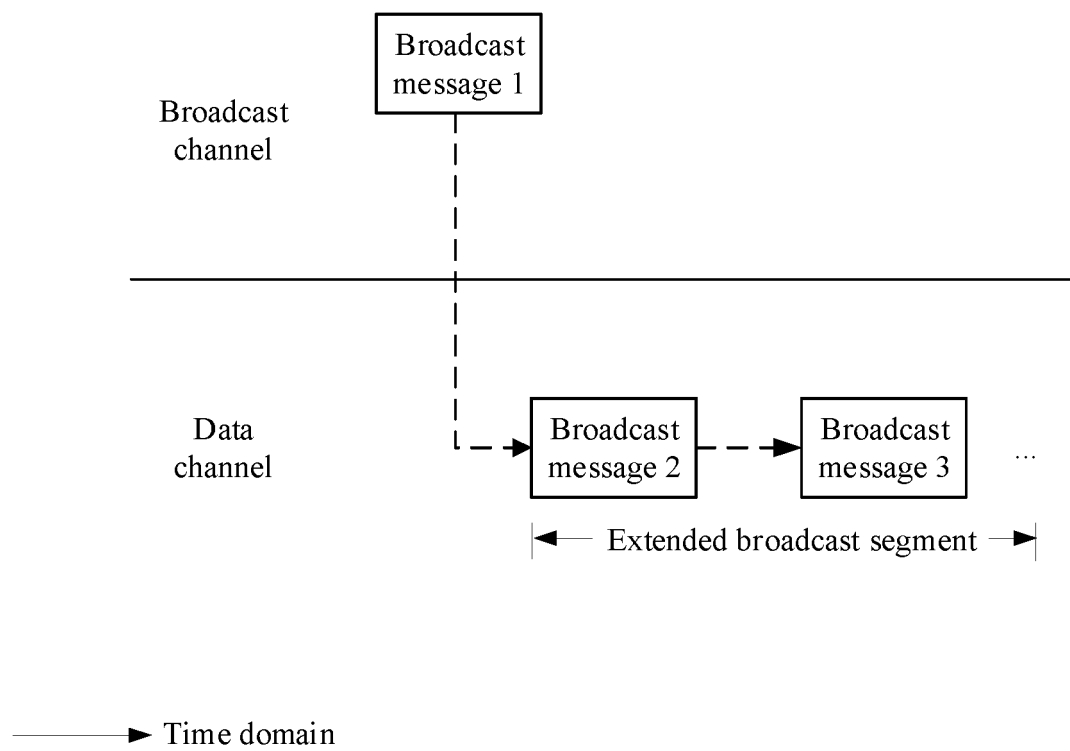 Broadcast
message 1
Broadcast
channel
Data
channel
Broadcast
message 2
Broadcast
message 3
...
Extended broadcast segment
Time domain